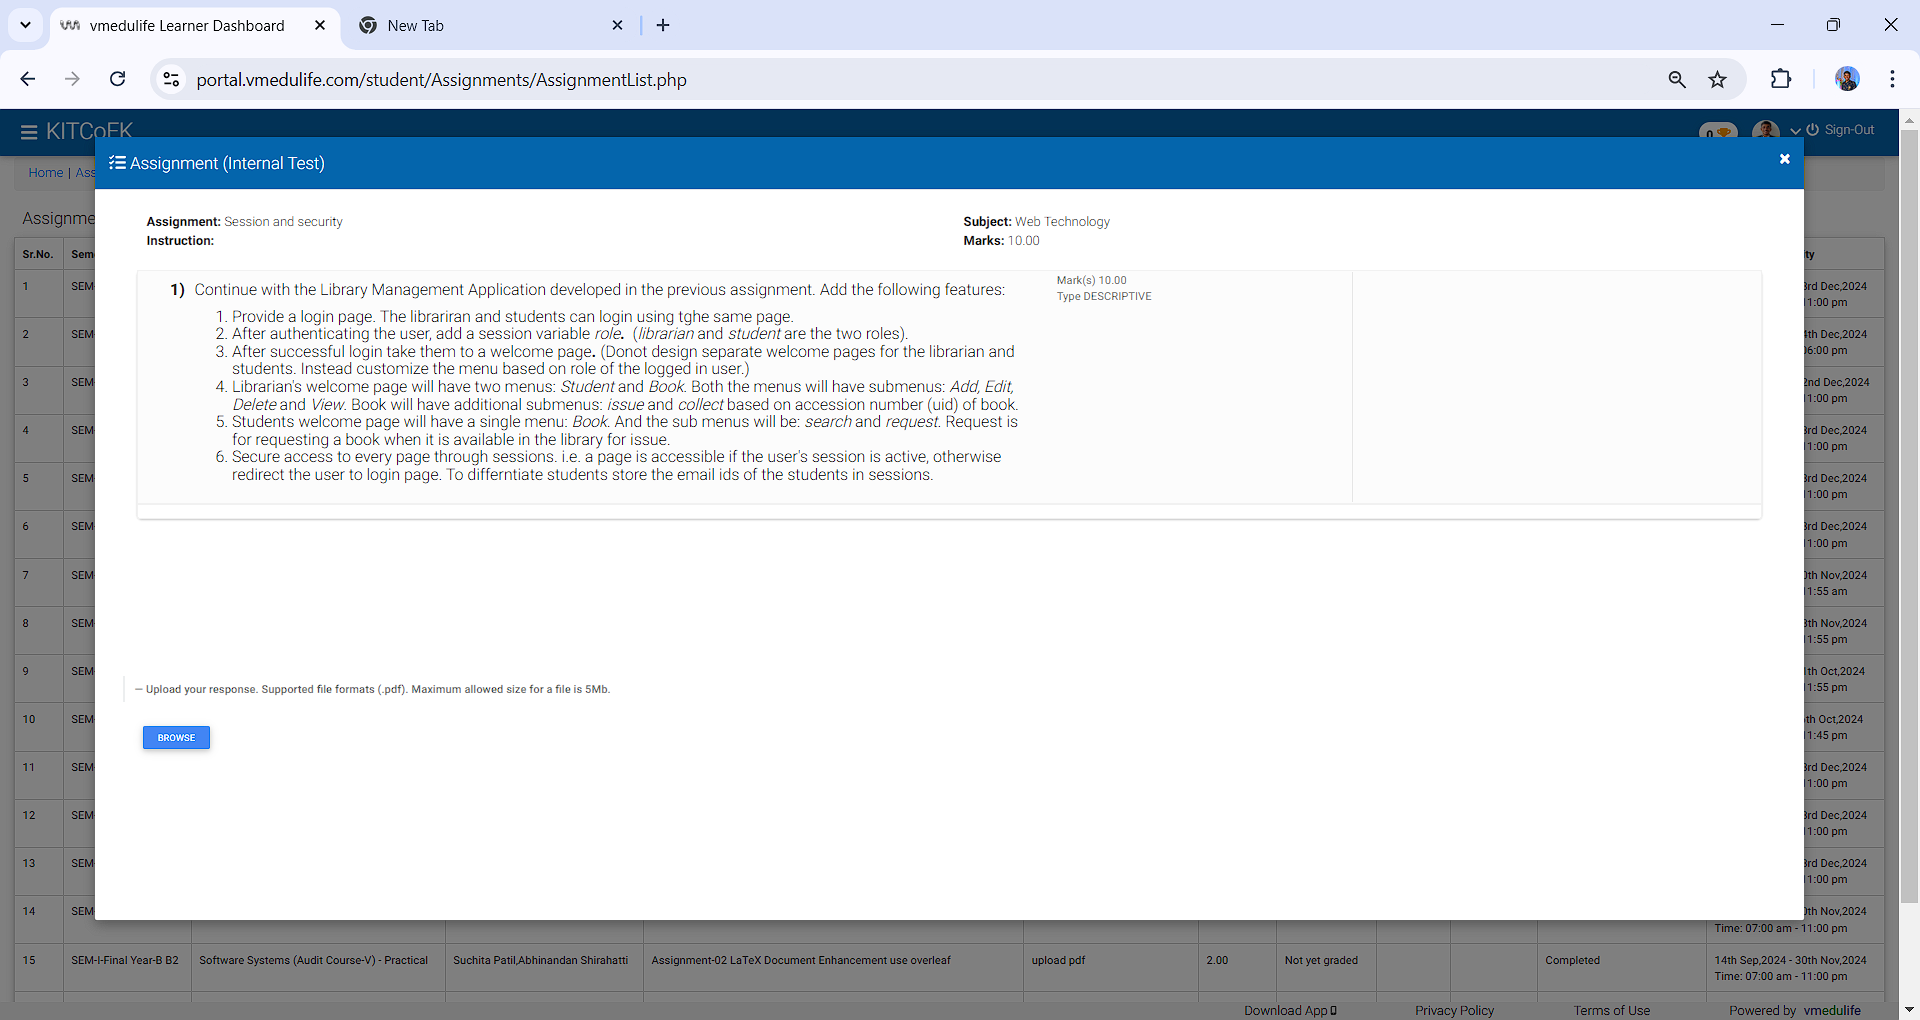 vmedulife Learner Dashboard
New Tab
portal.vmedulife.com/student/Assignments/AssignmentList.php
KITCoEK
0
Sign-Out
Assignment (Internal Test)
Home | Ass
Assignme
Assignment: Session and security
Subject: Web Technology
Instruction:
Marks: 10.00
Sr.No. Sem
ty
1) Continue with the Library Management Application developed in the previous assignment. Add the following features:
Mark(s) 10.00
Type DESCRIPTIVE
1. Provide a login page. The librariran and students can login using tghe same page.
2. After authenticating the user, add a session variable role. (librarian and student are the two roles).
3. After successful login take them to a welcome page. (Donot design separate welcome pages for the librarian and
students. Instead customize the menu based on role of the logged in user.)
4. Librarian's welcome page will have two menus: Student and Book. Both the menus will have submenus: Add, Edit,
Delete and View. Book will have additional submenus: issue and collect based on accession number (uid) of book.
5. Students welcome page will have a single menu: Book. And the sub menus will be: search and request. Request is
for requesting a book when it is available in the library for issue.
6. Secure access to every page through sessions. i.e. a page is accessible if the user's session is active, otherwise
redirect the user to login page. To differntiate students store the email ids of the students in sessions.
— Upload your response. Supported file formats (.pdf). Maximum allowed size for a file is 5Mb.
BROWSE
1 SEM
rd Dec,2024
1:00 pm
2 SEM
th Dec,2024
6:00 pm
3 SEM
nd Dec,2024
1:00 pm
4 SEM
rd Dec,2024
1:00 pm
5 SEM
rd Dec,2024
1:00 pm
6 SEM
rd Dec,2024
1:00 pm
7 SEM
th Nov,2024
1:55 am
8 SEM
th Nov,2024
1:55 pm
9 SEM
th Oct,2024
1:55 pm
10 SEM
th Oct,2024
1:45 pm
11 SEM
rd Dec,2024
1:00 pm
12 SEM
rd Dec,2024
1:00 pm
13 SEM
rd Dec,2024
1:00 pm
14 SEM
th Nov,2024
Time: 07:00 am - 11:00 pm
15 SEM-I-Final Year-B B2 Software Systems (Audit Course-V) - Practical Suchita Patil,Abhinandan Shirahatti Assignment-02 LaTeX Document Enhancement use overleaf upload pdf 2.00 Not yet graded Completed 14th Sep,2024 - 30th Nov,2024
Time: 07:00 am - 11:00 pm
Download App Privacy Policy Terms of Use Powered by vmedulife